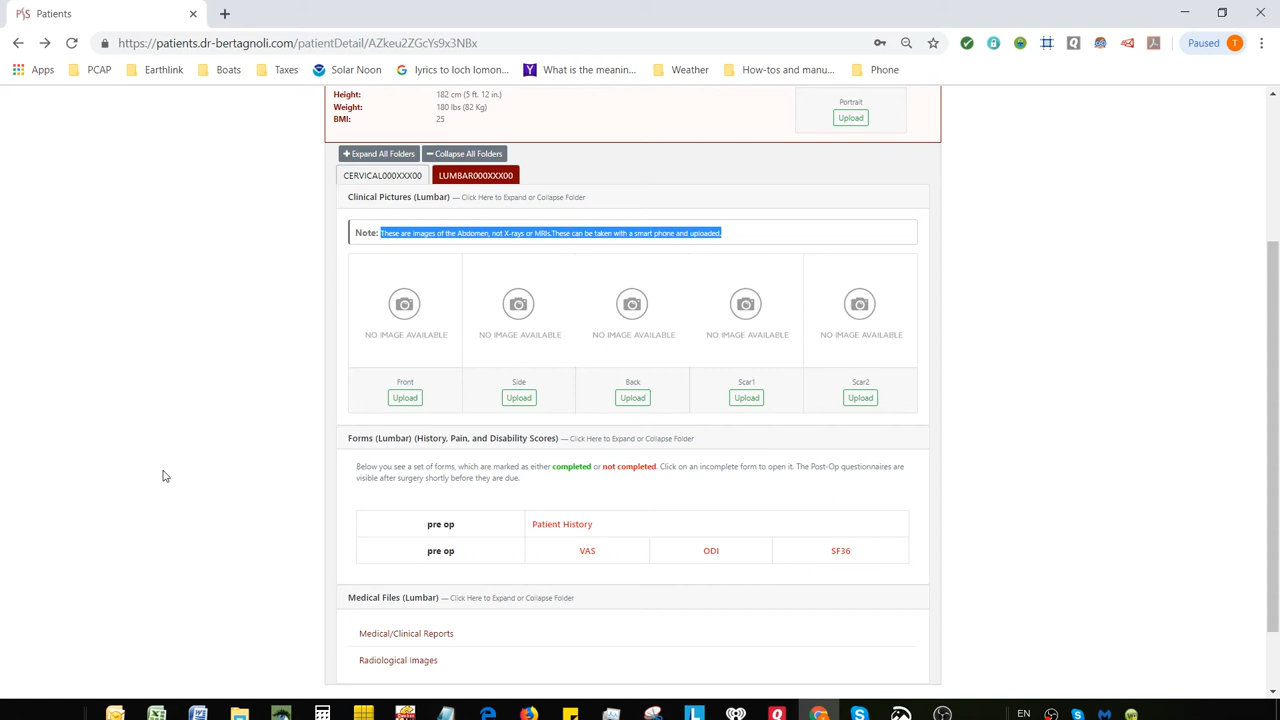 Patients
https://patients.dr-bertagnoli.com/patientDetail/AZkeu2ZGcYs9x3NBx
Paused
T
Apps
PCAP
Earthlink
Boats
Taxes
Solar Noon
lyrics to loch lomon...
What is the meanin...
Weather
How-tos and manu...
Phone
Height: 182 cm (5 ft. 12 in.)
Weight: 180 lbs (82 Kg)
BMI: 25
Portrait
Upload
Expand All Folders
Collapse All Folders
CERVICAL000XXX00
LUMBAR000XXX00
Clinical Pictures (Lumbar) — Click Here to Expand or Collapse Folder
Note: These are images of the Abdomen, not X-rays or MRIs.These can be taken with a smart phone and uploaded.
NO IMAGE AVAILABLE NO IMAGE AVAILABLE NO IMAGE AVAILABLE NO IMAGE AVAILABLE NO IMAGE AVAILABLE
Front Side Back Scar1 Scar2
Upload Upload Upload Upload Upload
Forms (Lumbar) (History, Pain, and Disability Scores) — Click Here to Expand or Collapse Folder
Below you see a set of forms, which are marked as either completed or not completed. Click on an incomplete form to open it. The Post-Op questionnaires are
visible after surgery shortly before they are due.
pre op Patient History
pre op VAS ODI SF36
Medical Files (Lumbar) — Click Here to Expand or Collapse Folder
Medical/Clinical Reports
Radiological Images
EN